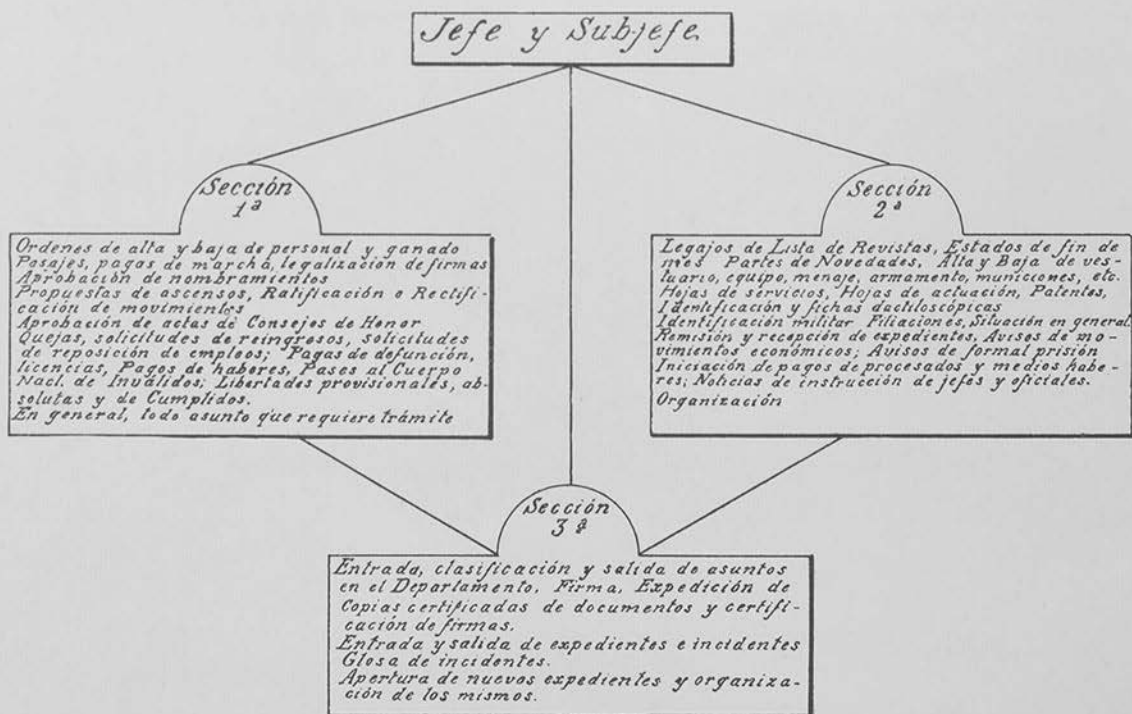 Jefe y Subjefe.
Sección
1ª
Ordenes de alta y baja de personal y ganado
Pasajes, pagas de marcha, legalización de firmas
Aprobación de nombramientos
Propuestas de ascensos, Ratificación o Rectifi-
cación de movimientos
Aprobación de actas de Consejos de Honor
Quejas, solicitudes de reingresos, solicitudes
de reposición de empleos; Pagas de defunción,
licencias, Pagos de haberes, Pases al Cuerpo
Nacl. de Inválidos; Libertades provisionales, ab-
solutas y de Cumplidos.
En general, todo asunto que requiere trámite
Sección
2ª
Legajos de Lista de Revistas, Estados de fin de
mes Partes de Novedades, Alta y Baja de ves-
tuario, equipo, menaje, armamento, municiones, etc.
Hojas de servicios, Hojas de actuación, Patentes,
Identificación y fichas dactiloscópicas
Identificación militar Filiaciones, Situación en general.
Remisión y recepción de expedientes, Avisos de mo-
vimientos económicos; Avisos de formal prisión
Iniciación de pagos de procesados y medios habe-
res; Noticias de instrucción de jefes y oficiales.
Organización
Sección
3ª
Entrada, clasificación y salida de asuntos
en el Departamento, Firma, Expedición de
Copias certificadas de documentos y certifi-
cación de firmas.
Entrada y salida de expedientes e incidentes
Glosa de incidentes.
Apertura de nuevos expedientes y organiza-
ción de los mismos.